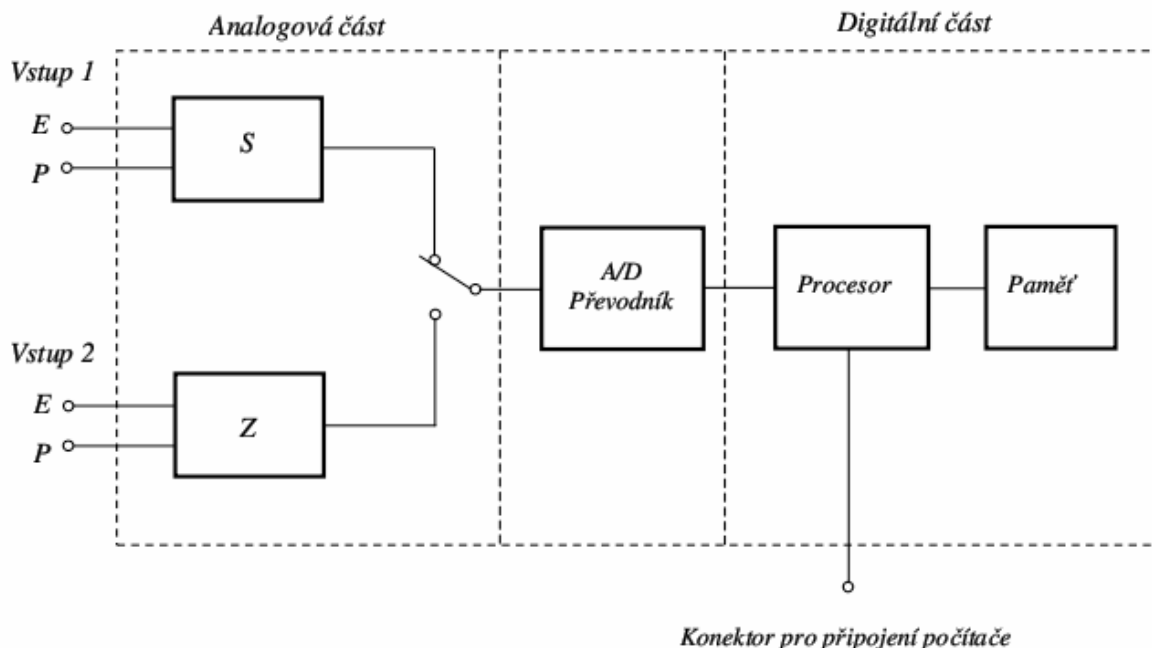 Analogová část
Digitální část
Vstup 1
E
P
S
A/D
Převodník
Procesor
Paměť
Vstup 2
E
P
Z
Konektor pro připojení počítače